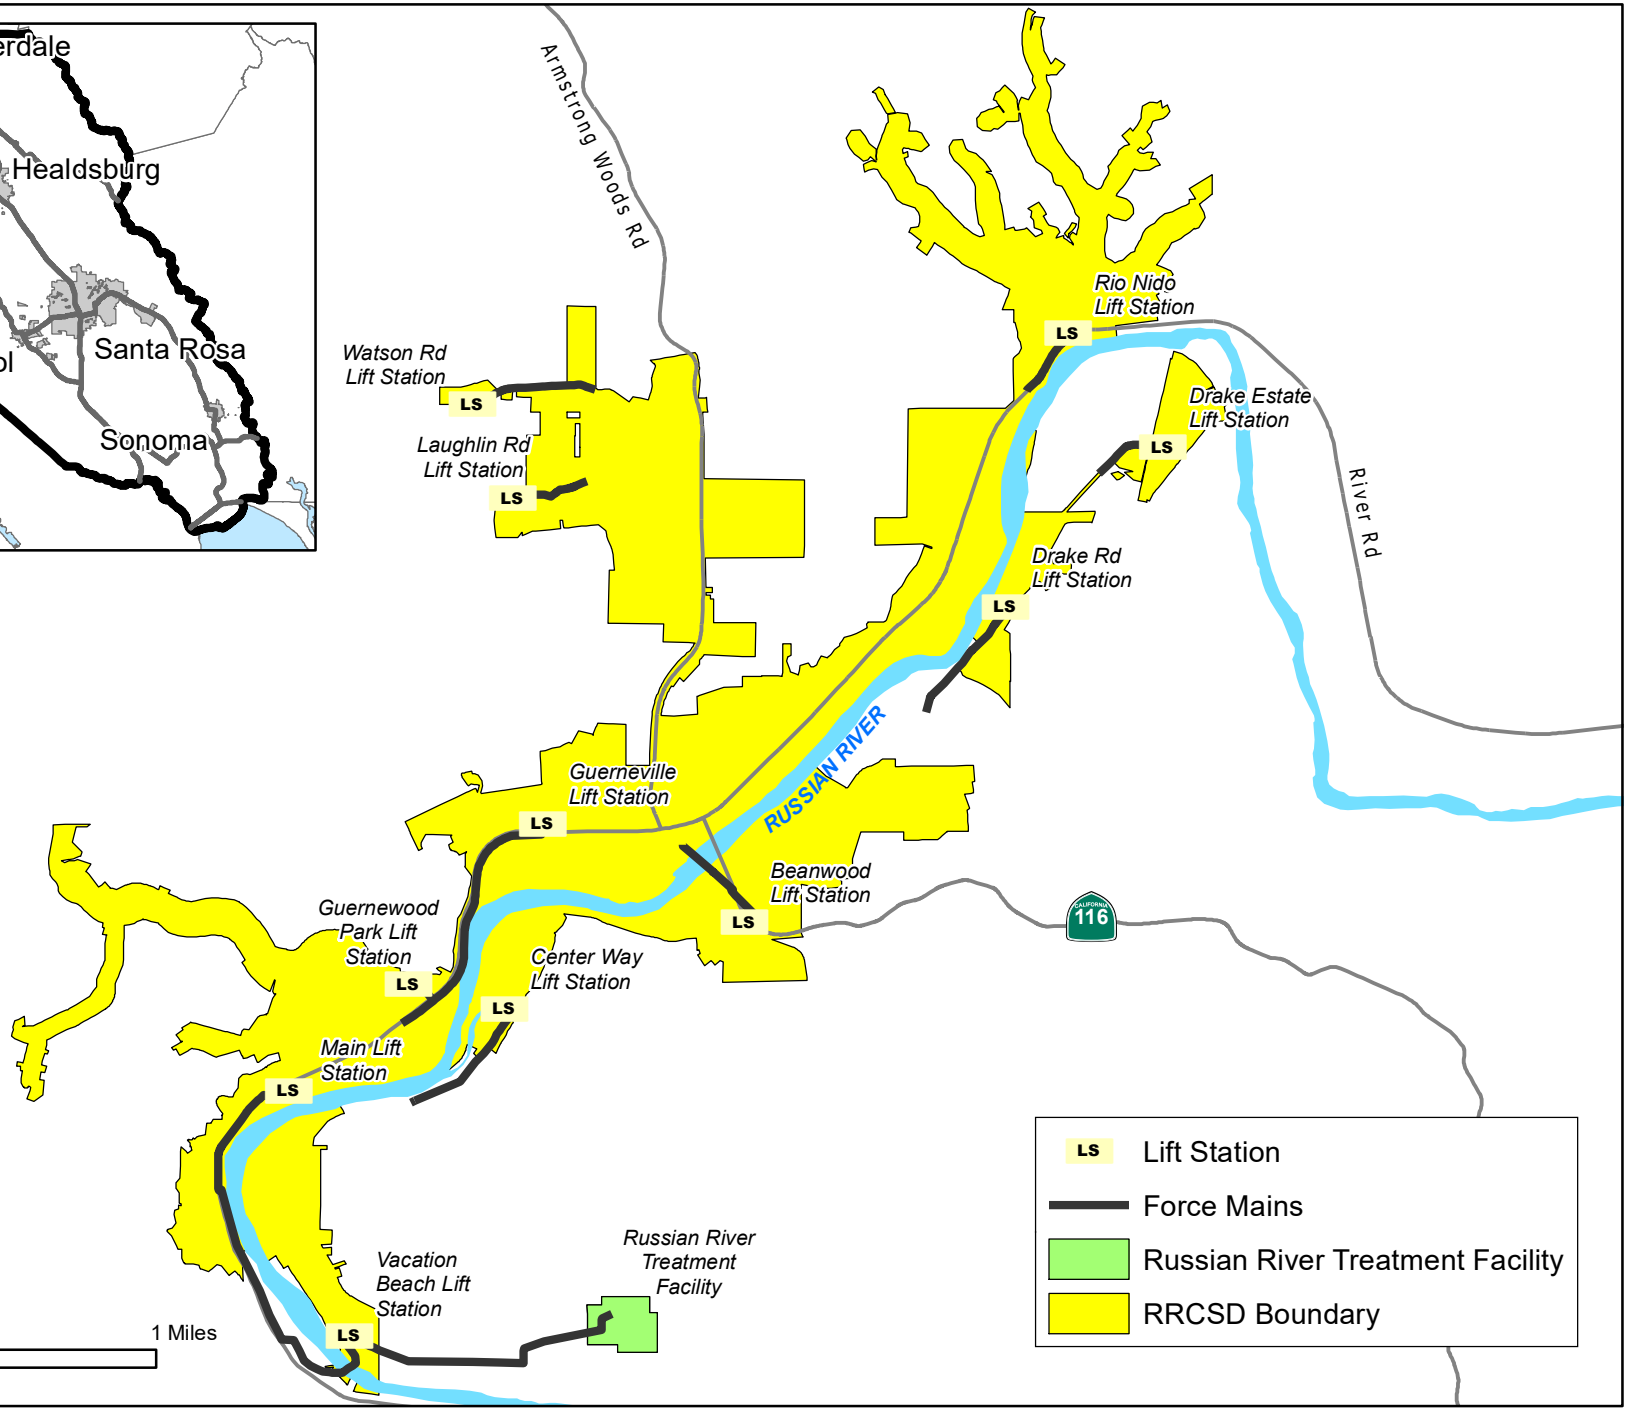 erdale
Healdsburg
Santa Rosa
ol
Sonoma
Armstrong Woods Rd
Rio Nido
Lift Station
LS
Watson Rd
Lift Station
LS
Drake Estate
Lift Station
LS
Laughlin Rd
Lift Station
LS
River Rd
Drake Rd
Lift Station
LS
RUSSIAN RIVER
Guerneville
Lift Station
LS
Beanwood
Lift Station
LS
CALIFORNIA
116
Guernewood
Park Lift
Station
LS
Center Way
Lift Station
LS
Main Lift
Station
LS
Vacation
Beach Lift
Station
LS
Russian River
Treatment
Facility
1 Miles
LS
Lift Station
Force Mains
Russian River Treatment Facility
RRCSD Boundary